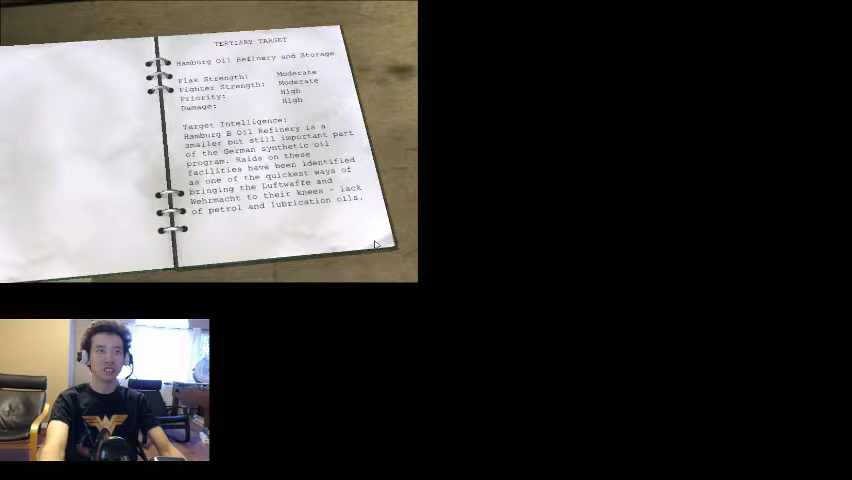 TERTIARY TARGET
Hamburg Oil Refinery and Storage
Flak Strength: Moderate
Fighter Strength: Moderate
Priority: High
Damage: High
Target Intelligence:
Hamburg B Oil Refinery is a
smaller but still important part
of the German synthetic oil
program. Raids on these
facilities have been identified
as one of the quickest ways of
bringing the Luftwaffe and
Wehrmacht to their knees - lack
of petrol and lubrication oils.